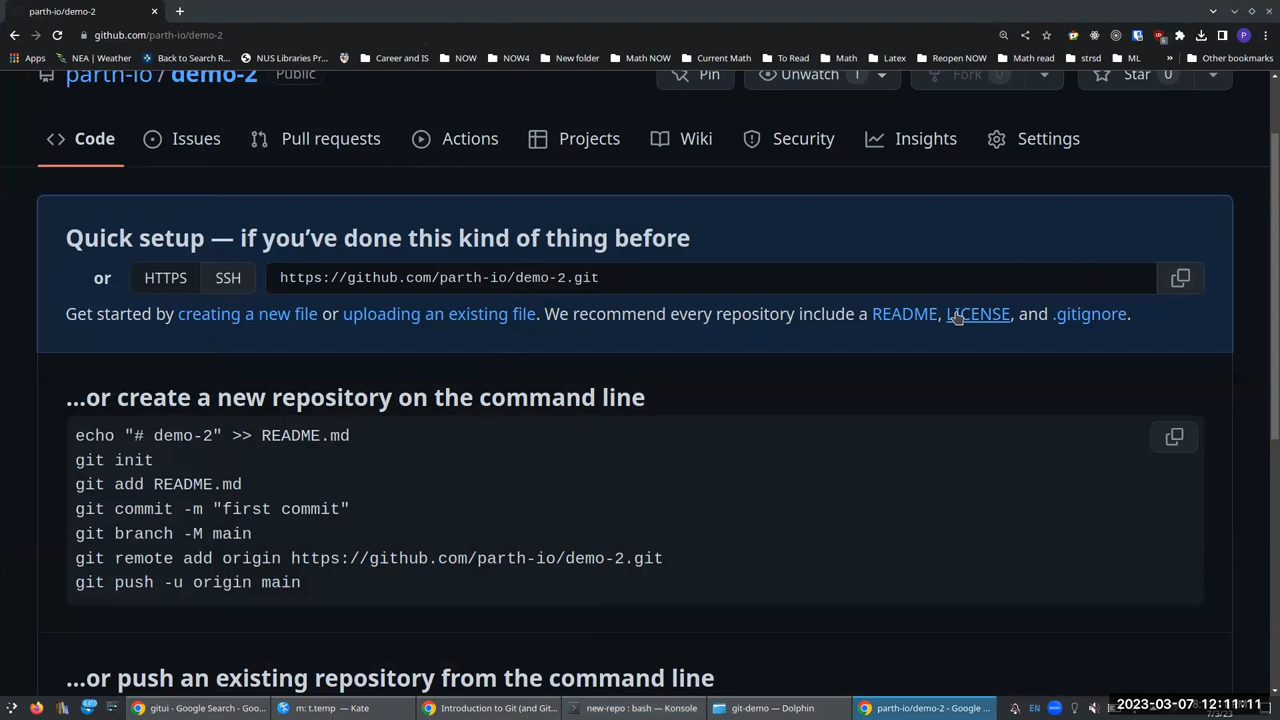 parth-io/demo-2
github.com/parth-io/demo-2
Apps NEA | Weather Back to Search R... NUS Libraries Pr... Career and IS NOW NOW4 New folder Math NOW Current Math To Read Math Latex Reopen NOW Math read strsd ML » Other bookmarks
parth-io / demo-2 Public Pin Unwatch 1 Fork 0 Star 0
Code Issues Pull requests Actions Projects Wiki Security Insights Settings
Quick setup — if you’ve done this kind of thing before
or HTTPS SSH https://github.com/parth-io/demo-2.git
Get started by creating a new file or uploading an existing file. We recommend every repository include a README, LICENSE, and .gitignore.
...or create a new repository on the command line
echo "# demo-2" >> README.md
git init
git add README.md
git commit -m "first commit"
git branch -M main
git remote add origin https://github.com/parth-io/demo-2.git
git push -u origin main
...or push an existing repository from the command line
gitui - Google Search - Goo... m: t.temp — Kate Introduction to Git (and Git... new-repo : bash — Konsole git-demo — Dolphin parth-io/demo-2 - Google ... EN 2023-03-07 12:11:11
7/3/23